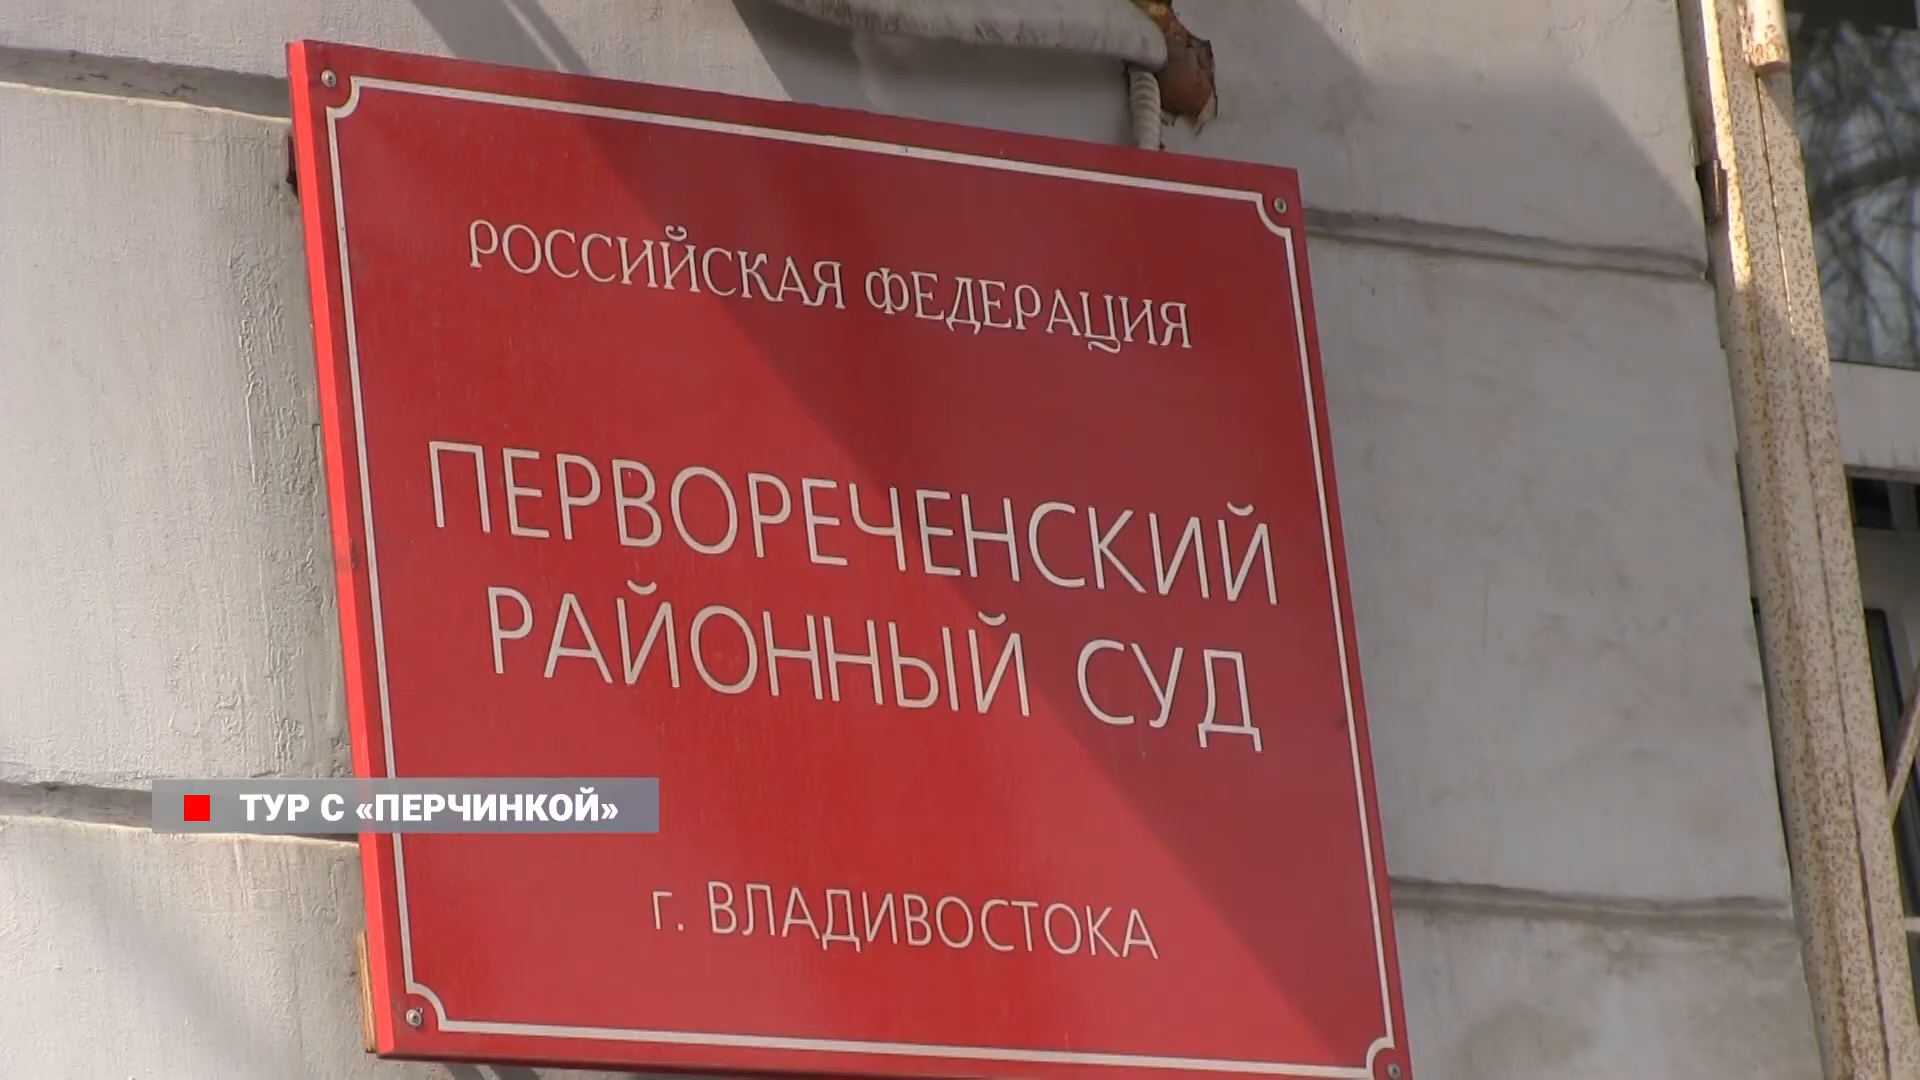 РОССИЙСКАЯ ФЕДЕРАЦИЯ
ПЕРВОРЕЧЕНСКИЙ
РАЙОННЫЙ СУД
ТУР С «ПЕРЧИНКОЙ»
г. ВЛАДИВОСТОКА